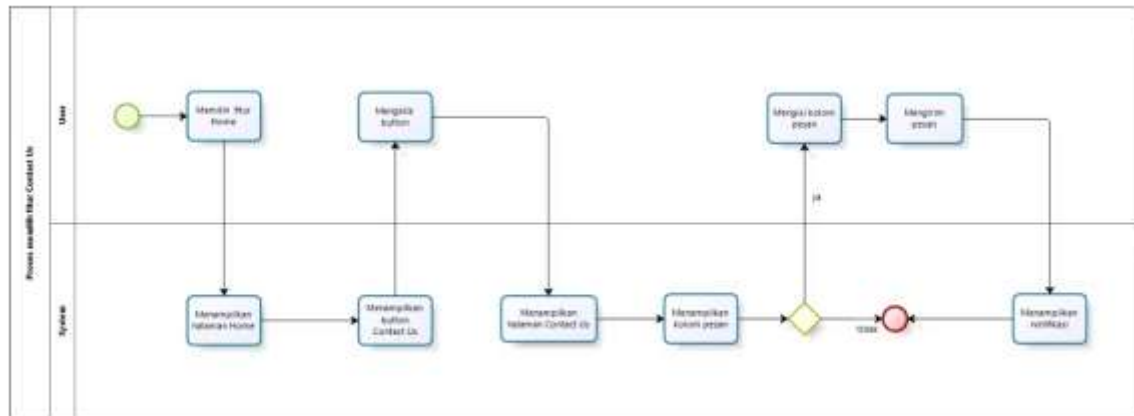 Proses memilih fitur Contact Us
User
Memilih fitur
Home
Mengklik
button
Mengisi kolom
pesan
Mengirim
pesan
ya
System
Menampilkan
halaman Home
Menampilkan
button
Contact Us
Menampilkan
halaman Contact Us
Menampilkan
kolom pesan
tidak
Menampilkan
notifikasi